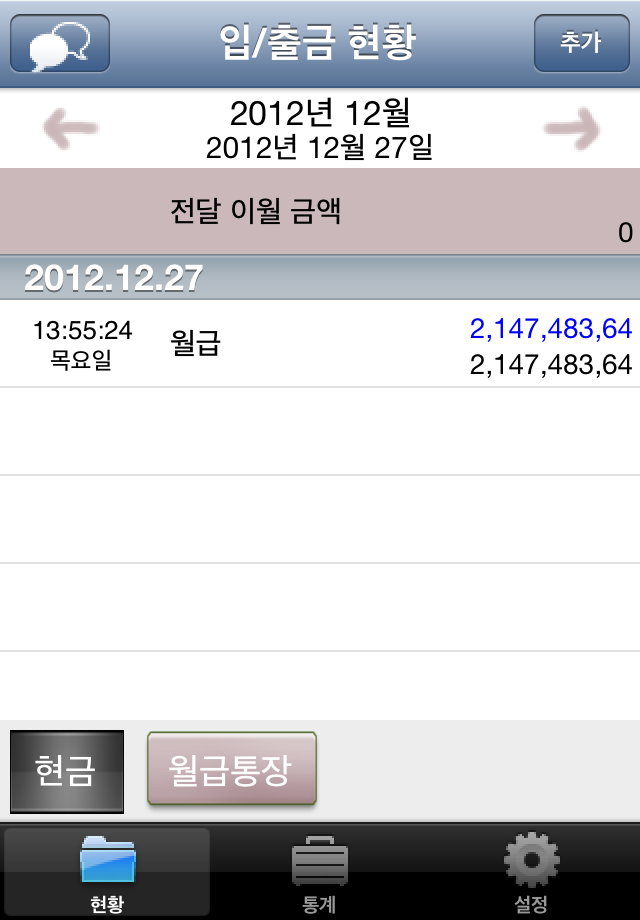 입/출금 현황
추가
2012년 12월
2012년 12월 27일
전달 이월 금액
0
2012.12.27
13:55:24
목요일
월급
2,147,483,64
2,147,483,64
현금
월급통장
현황
통계
설정